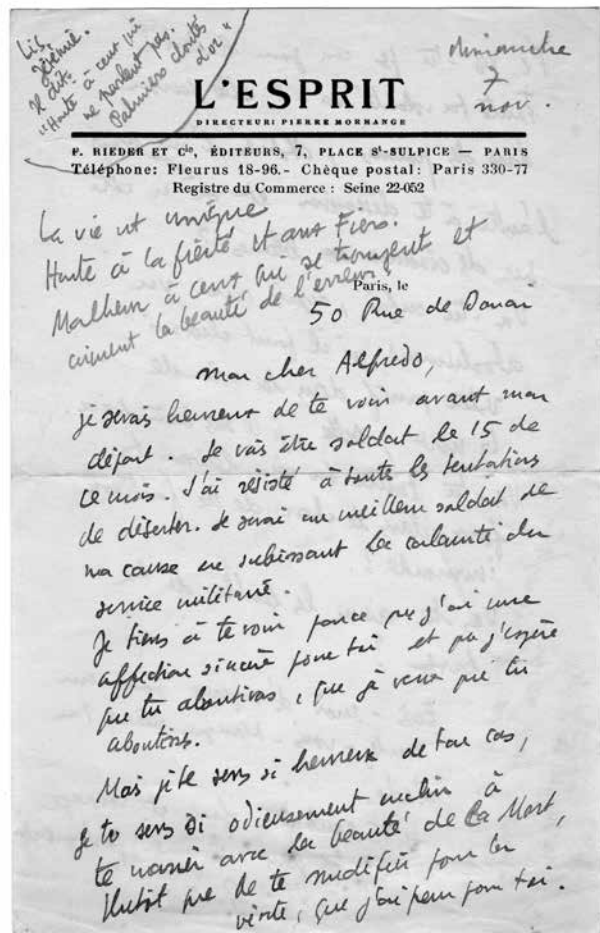 Lis
Jérémie.
Il dit:
"Honte à ceux qui
ne parlent pas.
Palmiers
d'or"
dimanche
7
nov.
L'ESPRIT
DIRECTEUR: PIERRE MORHANGE
F. RIEDER ET Cie, ÉDITEURS, 7, PLACE St-SULPICE — PARIS
Téléphone: Fleurus 18-96. - Chèque postal: Paris 330-77
Registre du Commerce : Seine 22-052
La vie est unique
Honte à la fierté et aux Fiers.
Malheur à ceux qui se trompent et
aiment la beauté de l'erreur.
Paris, le
50 Rue de Douai
mon cher Alfredo,
je serais heureux de te voir avant mon
départ. Je vais être soldat le 15 de
ce mois. J'ai résisté à toutes les tentations
de déserter. Je serai un meilleur soldat de
ma cause en subissant la calamité du
service militaire.
Je tiens à te voir parce que j'ai une
affection sincère pour toi et que j'espère
que tu aboutiras, que je veux que tu
aboutisses.
Mais je te sens si heureux de ton cas,
je te sens si odieusement enclin à
te marier avec la beauté de la Mort,
plutôt que de te modifier pour la
vérité, que j'ai peur pour toi.